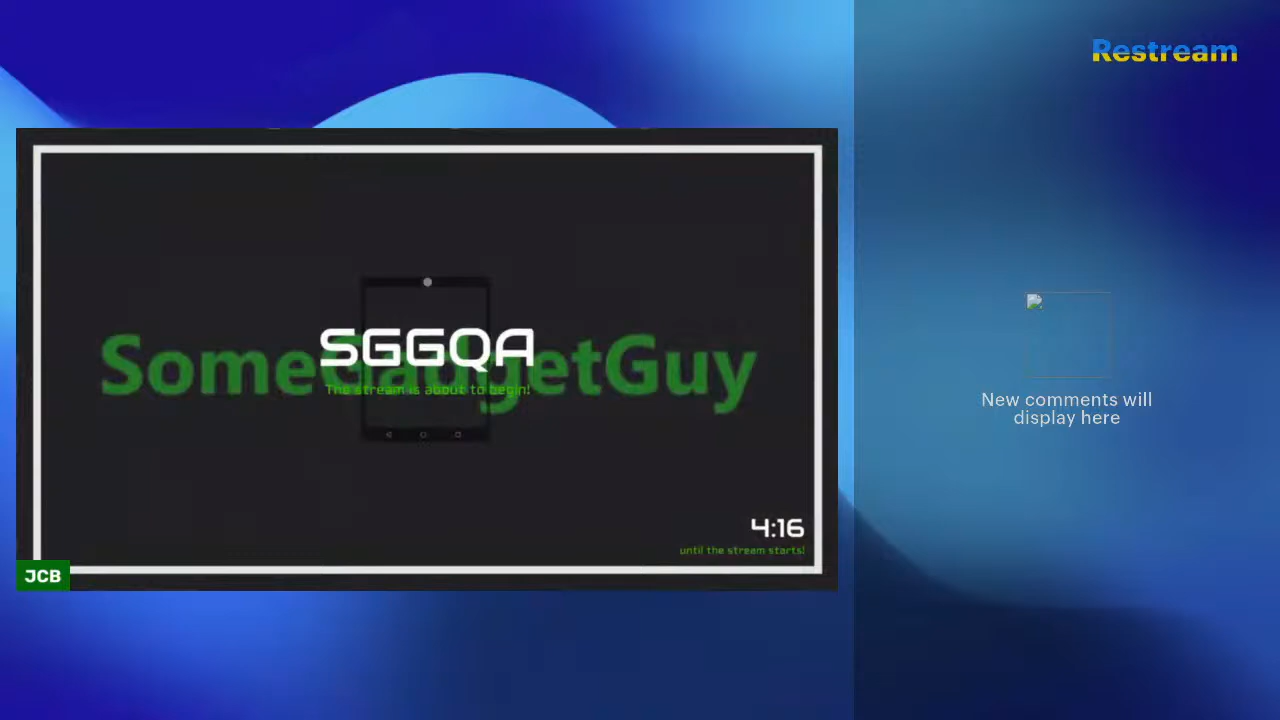 Restream
SGGQA
SomeGadgetGuy
The stream is about to begin!
4:16
until the stream starts!
JCB
New comments will
display here